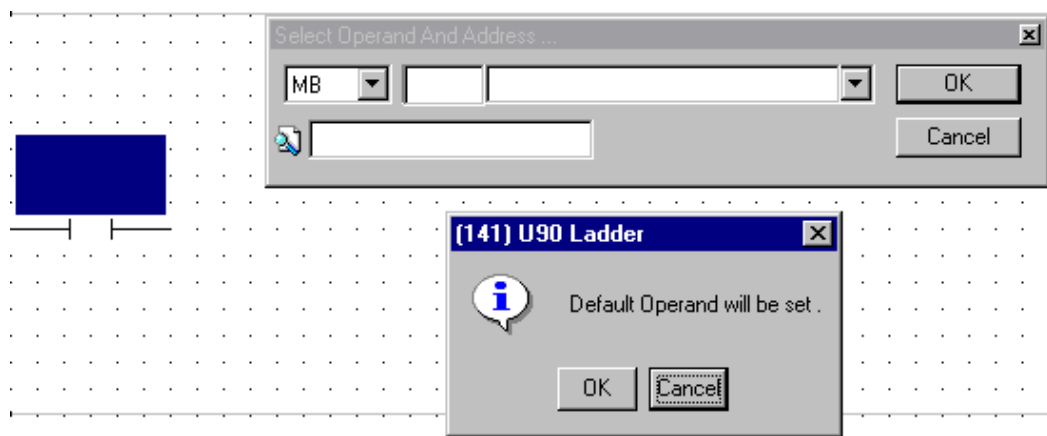 Select Operand And Address ...
MB
OK
Cancel
(141) U90 Ladder
Default Operand will be set .
OK
Cancel